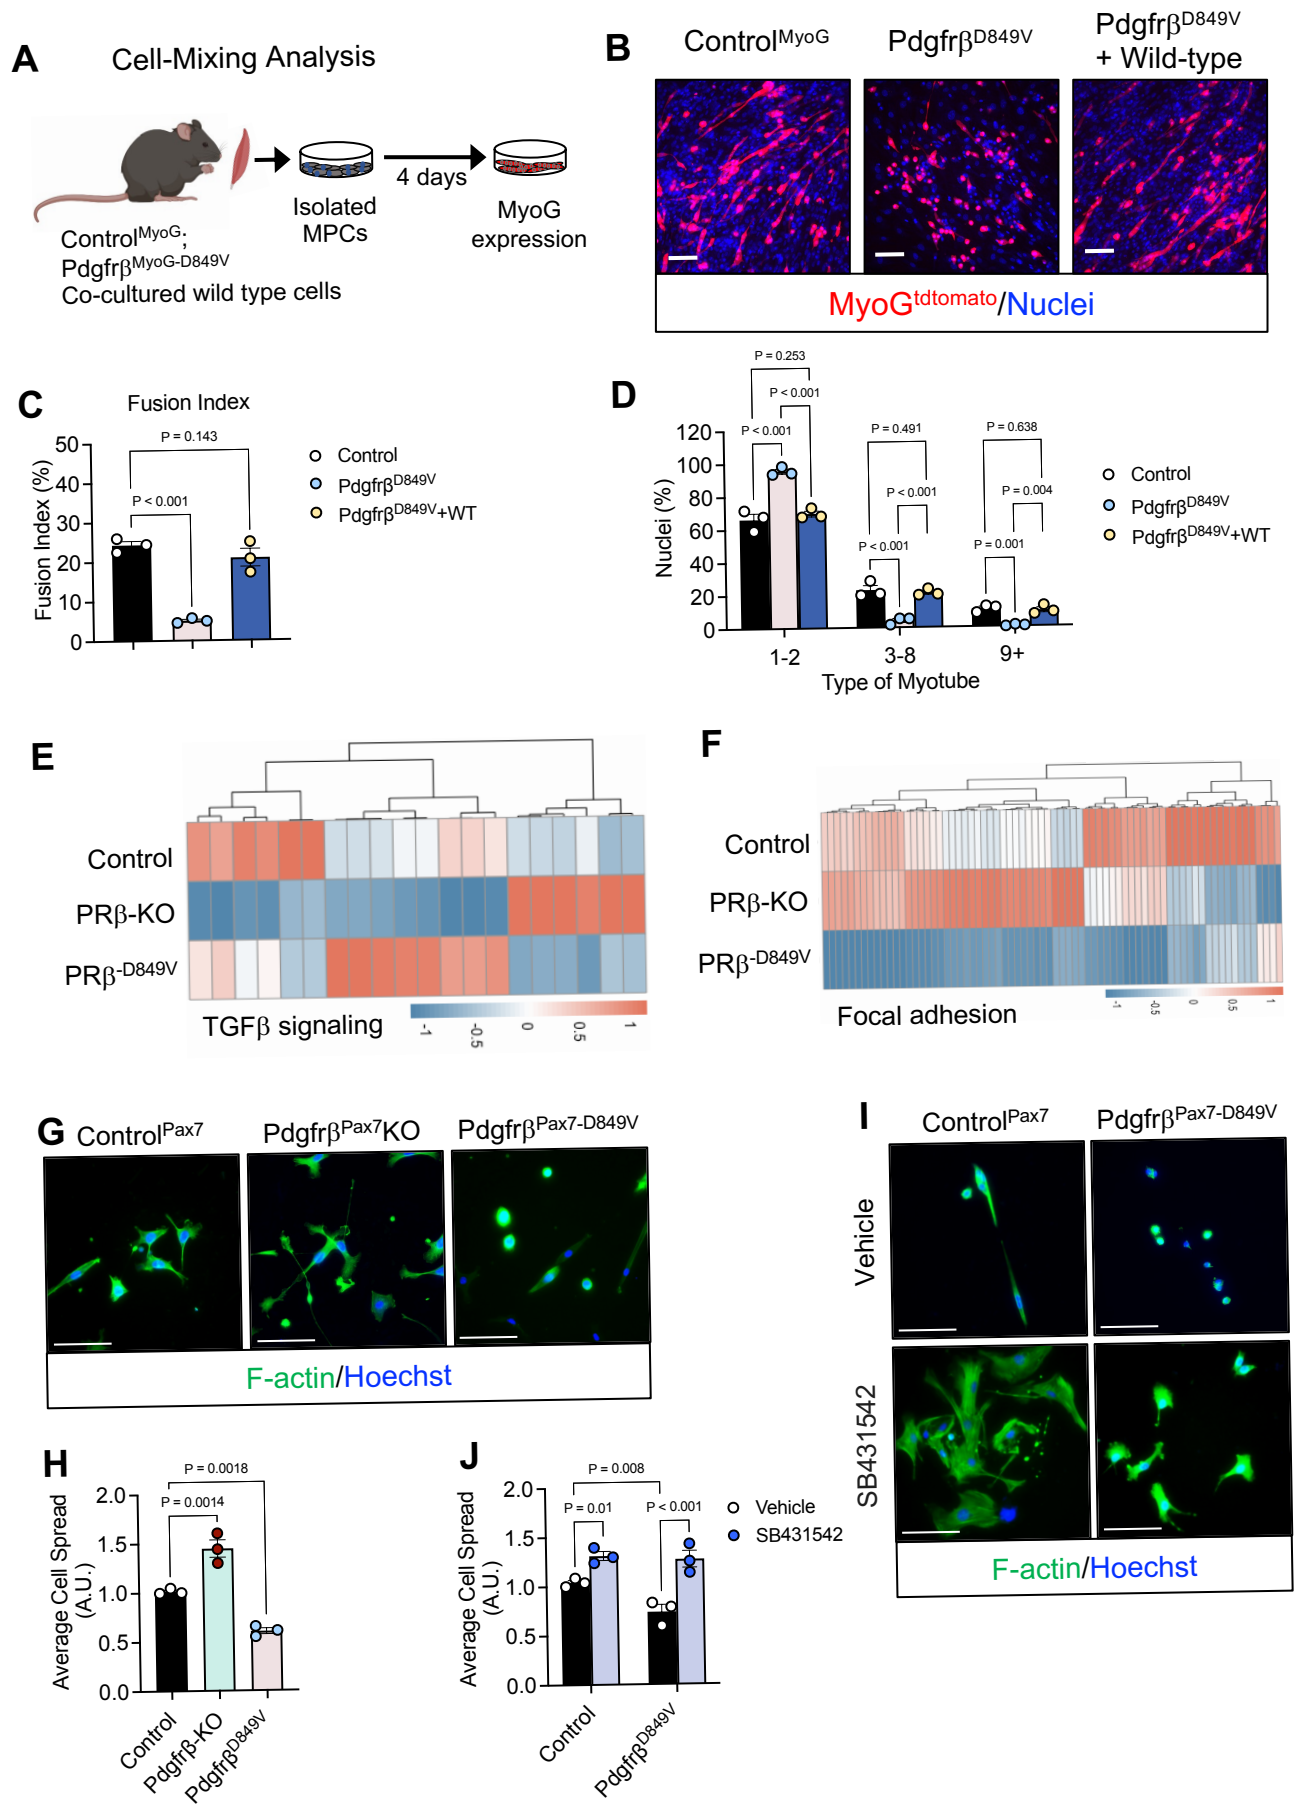 A
Cell-Mixing Analysis
4 days
Isolated
MPCs
MyoG
expression
Control^MyoG;
Pdgfrβ^MyoG-D849V
Co-cultured wild type cells
B
Control^MyoG
Pdgfrβ^D849V
Pdgfrβ^D849V
+ Wild-type
MyoG^tdtomato/Nuclei
C
Fusion Index
P = 0.143
P < 0.001
Fusion Index (%)
50
40
30
20
10
0
Control
Pdgfrβ^D849V
Pdgfrβ^D849V+WT
D
P = 0.253
P < 0.001
P < 0.001
P = 0.491
P < 0.001
P < 0.001
P = 0.638
P = 0.004
P = 0.001
Nuclei (%)
120
100
80
60
40
20
0
1-2
3-8
9+
Type of Myotube
Control
Pdgfrβ^D849V
Pdgfrβ^D849V+WT
E
Control
PRβ-KO
PRβ^-D849V
TGFβ signaling
-1
-0.5
0
0.5
1
F
Control
PRβ-KO
PRβ^-D849V
Focal adhesion
-1
-0.5
0
0.5
1
G
Control^Pax7
Pdgfrβ^Pax7KO
Pdgfrβ^Pax7-D849V
F-actin/Hoechst
H
P = 0.0018
P = 0.0014
Average Cell Spread
(A.U.)
2.0
1.5
1.0
0.5
0.0
Control
Pdgfrβ-KO
Pdgfrβ^D849V
I
Control^Pax7
Pdgfrβ^Pax7-D849V
Vehicle
SB431542
F-actin/Hoechst
J
P = 0.008
P = 0.01
P < 0.001
Average Cell Spread
(A.U.)
2.0
1.5
1.0
0.5
0.0
Control
Pdgfrβ^D849V
Vehicle
SB431542